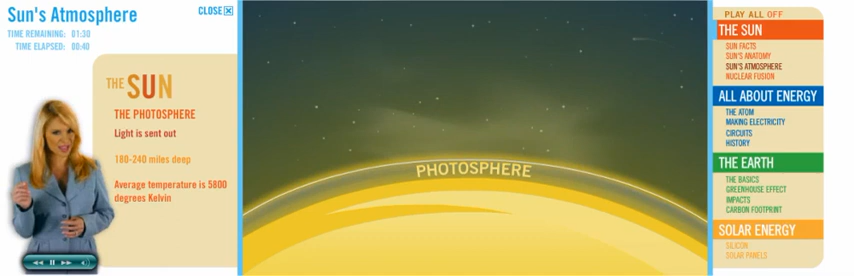 Sun's Atmosphere
CLOSE
TIME REMAINING: 01:30
TIME ELAPSED: 00:40
THE SUN
THE PHOTOSPHERE
Light is sent out
180-240 miles deep
Average temperature is 5800
degrees Kelvin
PHOTOSPHERE
PLAY ALL OFF
THE SUN
SUN FACTS
SUN'S ANATOMY
SUN'S ATMOSPHERE
NUCLEAR FUSION
ALL ABOUT ENERGY
THE ATOM
MAKING ELECTRICITY
CIRCUITS
HISTORY
THE EARTH
THE BASICS
GREENHOUSE EFFECT
IMPACTS
CARBON FOOTPRINT
SOLAR ENERGY
SILICON
SOLAR PANELS